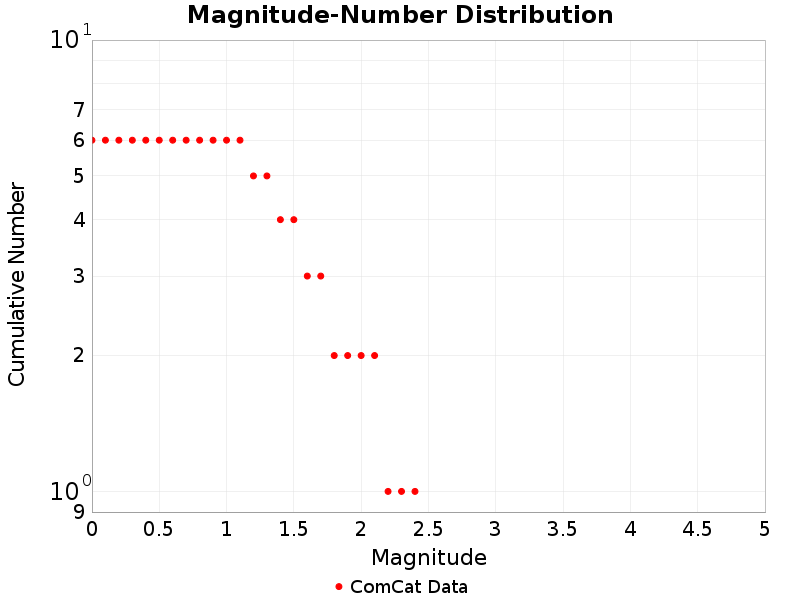 Magnitude-Number Distribution
Cumulative Number
10^1
7
6
5
4
3
2
10^0
9
0 0.5 1 1.5 2 2.5 3 3.5 4 4.5 5
Magnitude
ComCat Data